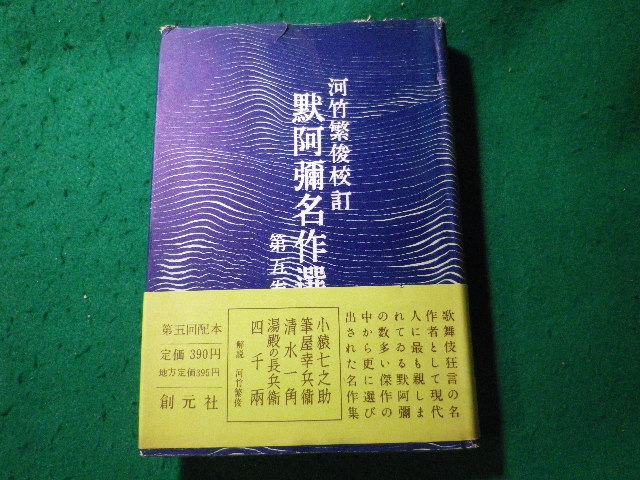 河竹繁俊校訂
默阿彌名作選
第五
歌舞伎狂言の名
作者として現代
人に最も親しま
れてゐる默阿彌
の数多い傑作の
中から更に選び
出された名作集
小猿七之助
筆屋幸兵衞
清水一角
湯殿の長兵衞
四千兩
解説 河竹繁俊
第五回配本
定価 390円
地方定価395円
創元社